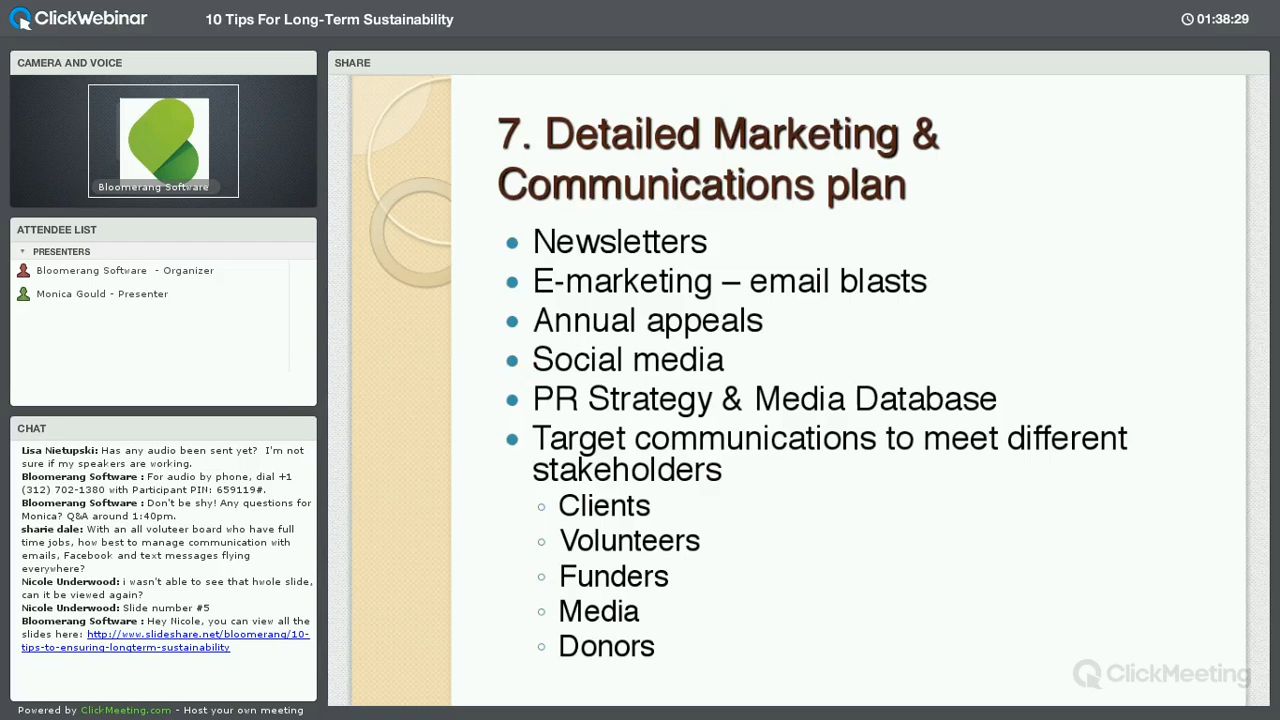 ClickWebinar
10 Tips For Long-Term Sustainability
01:38:29
CAMERA AND VOICE
Bloomerang Software
ATTENDEE LIST
PRESENTERS
Bloomerang Software - Organizer
Monica Gould - Presenter
CHAT
Lisa Nietupski: Has any audio been sent yet? I'm not
sure if my speakers are working.
Bloomerang Software : For audio by phone, dial +1
(312) 702-1380 with Participant PIN: 659119#.
Bloomerang Software : Don't be shy! Any questions for
Monica? Q&A around 1:40pm.
sharie dale: With an all voluteer board who have full
time jobs, how best to manage communication with
emails, Facebook and text messages flying
everywhere?
Nicole Underwood: i wasn't able to see that hwole slide,
can it be viewed again?
Nicole Underwood: Slide number #5
Bloomerang Software : Hey Nicole, you can view all the
slides here: http://www.slideshare.net/bloomerang/10-
tips-to-ensuring-longterm-sustainability
Powered by ClickMeeting.com - Host your own meeting
SHARE
7. Detailed Marketing &
Communications plan
• Newsletters
• E-marketing – email blasts
• Annual appeals
• Social media
• PR Strategy & Media Database
• Target communications to meet different
stakeholders
◦ Clients
◦ Volunteers
◦ Funders
◦ Media
◦ Donors
ClickMeeting